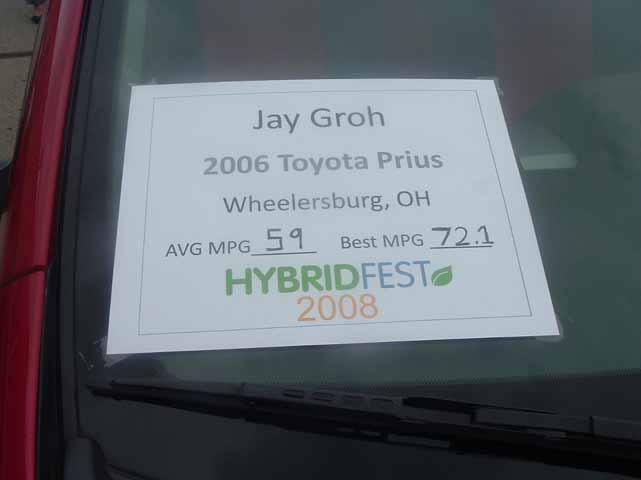 Jay Groh
2006 Toyota Prius
Wheelersburg, OH
AVG MPG 59 Best MPG 72.1
HYBRIDFEST
2008